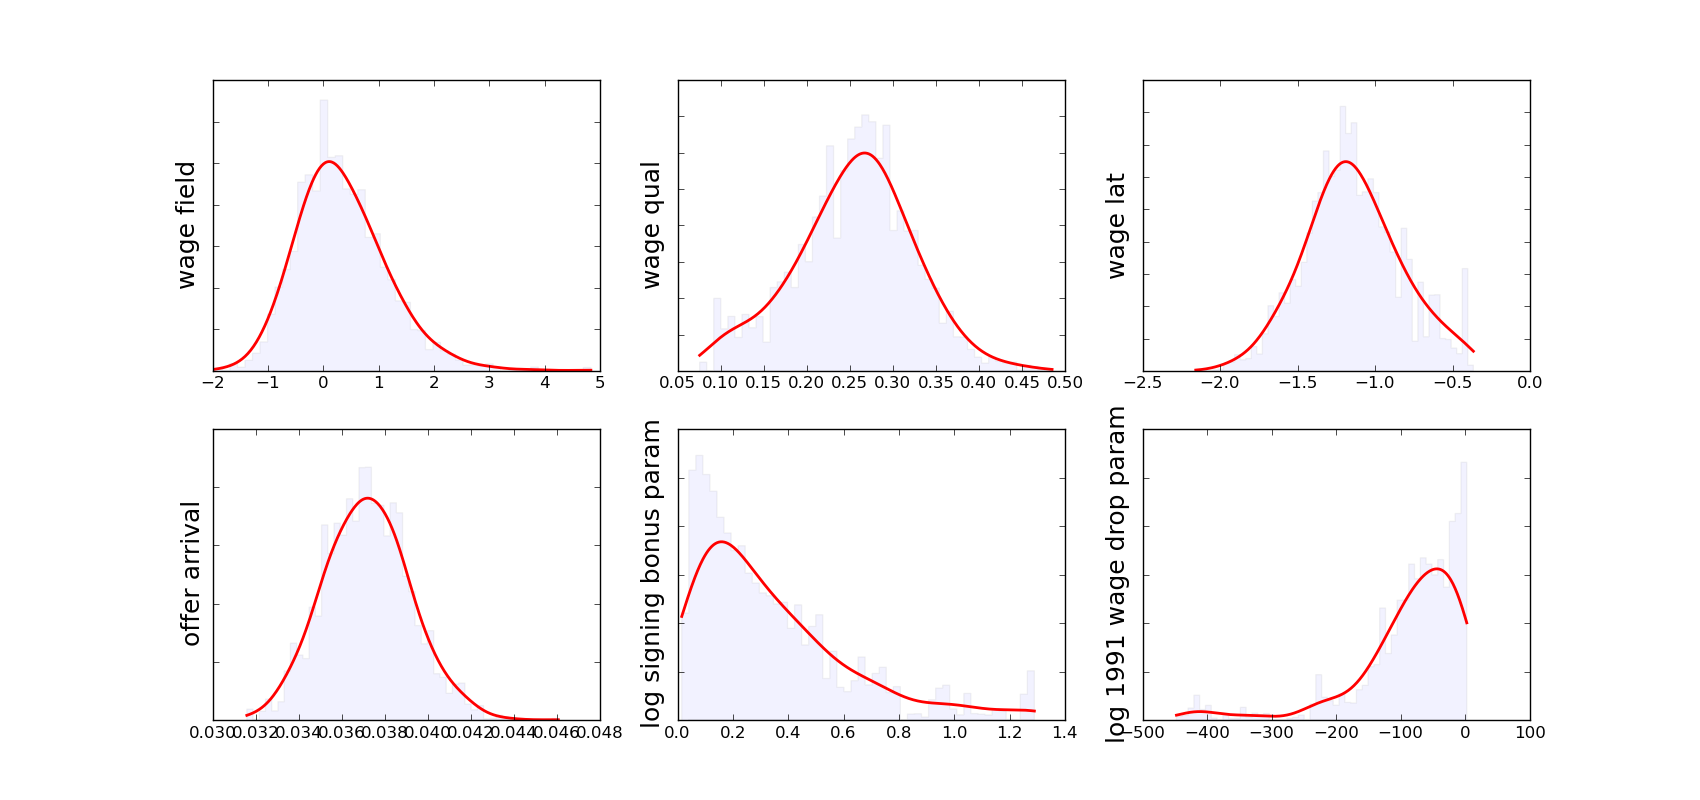 wage field
−2 −1 0 1 2 3 4 5
wage qual
0.05 0.10 0.15 0.20 0.25 0.30 0.35 0.40 0.45 0.50
wage lat
−2.5 −2.0 −1.5 −1.0 −0.5 0.0
offer arrival
0.030 0.032 0.034 0.036 0.038 0.040 0.042 0.044 0.046 0.048
log signing bonus param
0.0 0.2 0.4 0.6 0.8 1.0 1.2 1.4
log 1991 wage drop param
−500 −400 −300 −200 −100 0 100